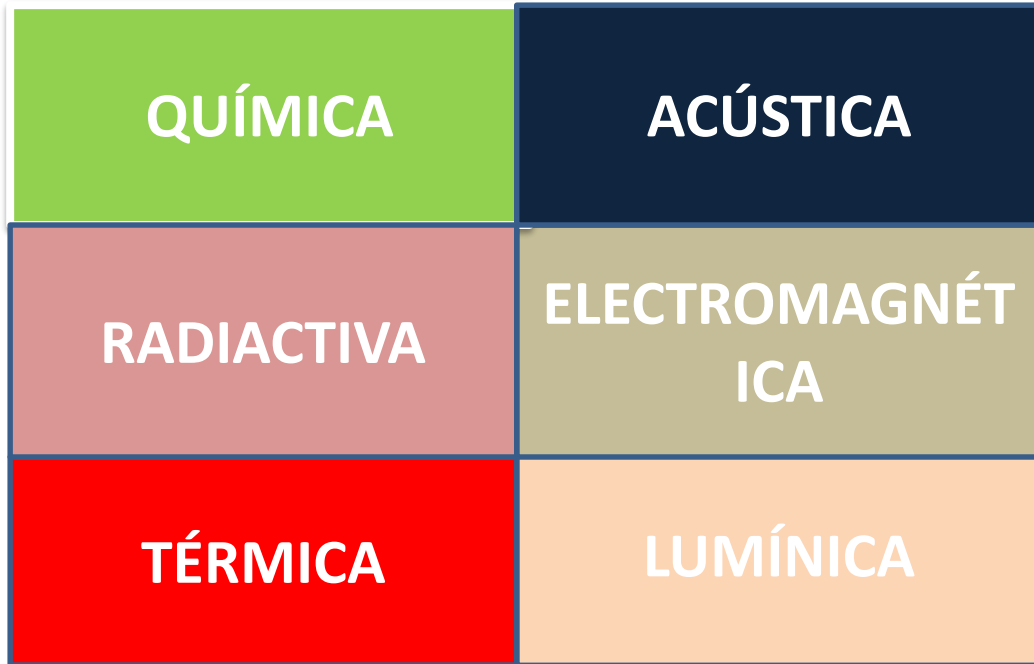 QUÍMICA
ACÚSTICA
RADIACTIVA
ELECTROMAGNÉT
ICA
TÉRMICA
LUMÍNICA